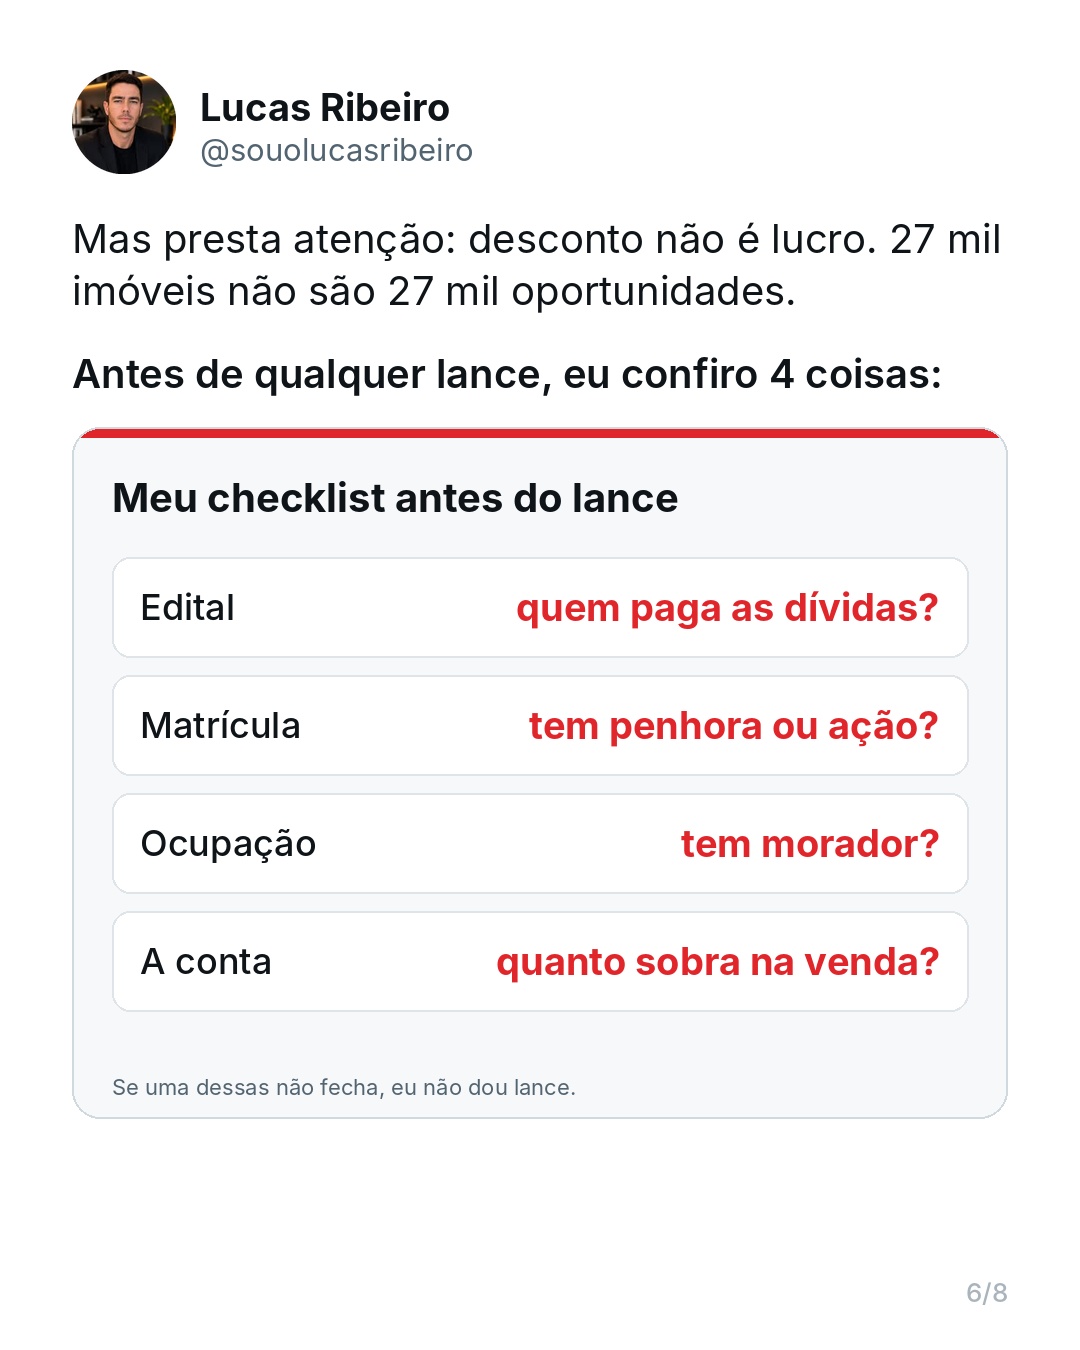 Lucas Ribeiro
@souolucasribeiro
Mas presta atenção: desconto não é lucro. 27 mil
imóveis não são 27 mil oportunidades.
Antes de qualquer lance, eu confiro 4 coisas:
Meu checklist antes do lance
Edital quem paga as dívidas?
Matrícula tem penhora ou ação?
Ocupação tem morador?
A conta quanto sobra na venda?
Se uma dessas não fecha, eu não dou lance.
6/8